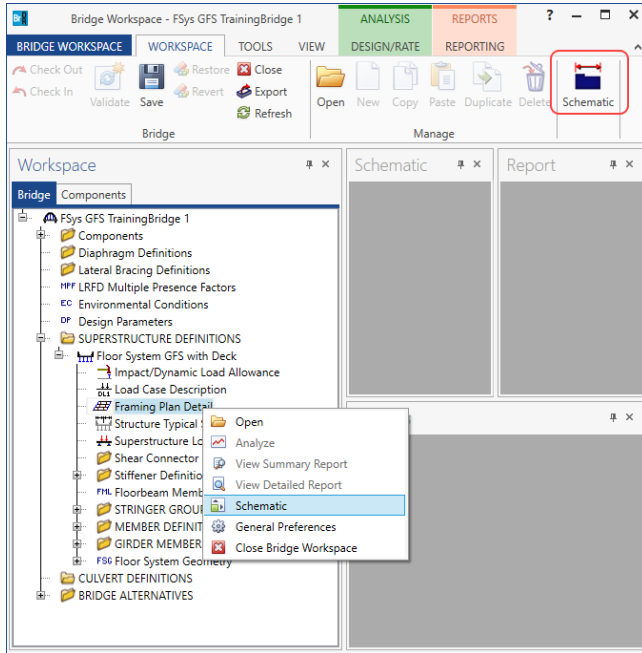 Br Bridge Workspace - FSys GFS TrainingBridge 1 ANALYSIS REPORTS ?
BRIDGE WORKSPACE WORKSPACE TOOLS VIEW DESIGN/RATE REPORTING
Check Out Restore Close
Check In Revert Export
Validate Save Refresh Open New Copy Paste Duplicate Delete Schematic
Bridge Manage
Workspace Schematic Report
Bridge Components
FSys GFS TrainingBridge 1
Components
Diaphragm Definitions
Lateral Bracing Definitions
MPF LRFD Multiple Presence Factors
EC Environmental Conditions
DP Design Parameters
SUPERSTRUCTURE DEFINITIONS
Floor System GFS with Deck
Impact/Dynamic Load Allowance
DL1 Load Case Description
Framing Plan Detail
Structure Typical
Superstructure Lo
Shear Connector
Stiffener Definitio
FML Floorbeam Memb
STRINGER GROU
MEMBER DEFINIT
GIRDER MEMBER
FSG Floor System Geometry
CULVERT DEFINITIONS
BRIDGE ALTERNATIVES
Open
Analyze
View Summary Report
View Detailed Report
Schematic
General Preferences
Close Bridge Workspace